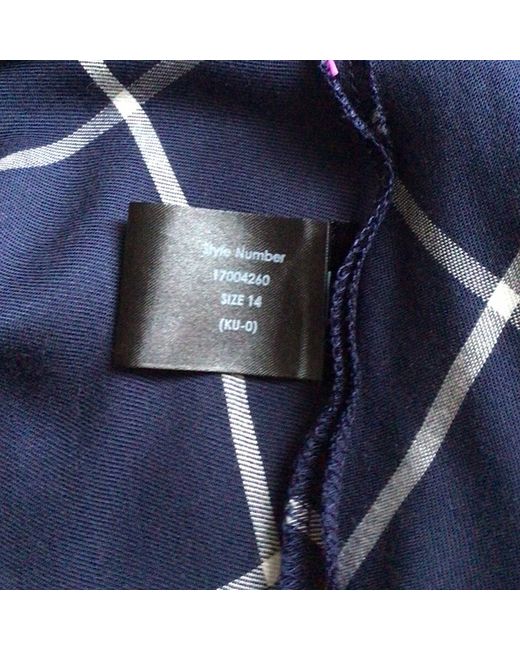 Style Number
17004260
SIZE 14
(KU-0)